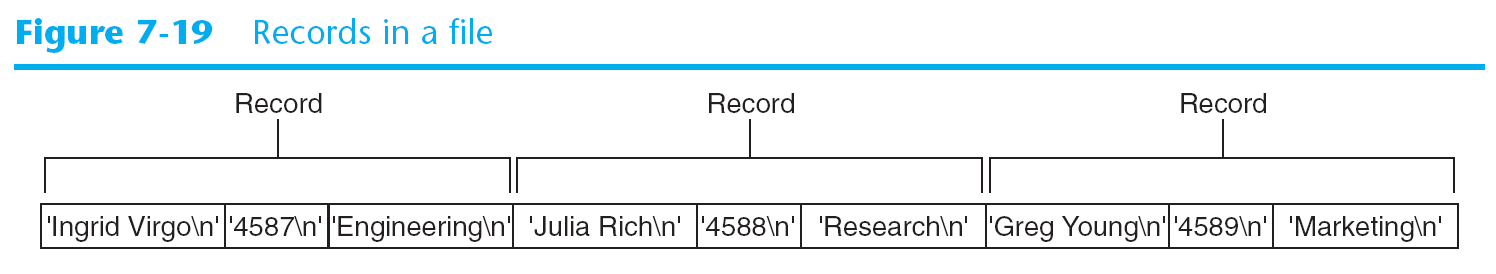 Figure 7-19 Records in a file
Record Record Record
'Ingrid Virgo\n' '4587\n' 'Engineering\n' 'Julia Rich\n' '4588\n' 'Research\n' 'Greg Young\n' '4589\n' 'Marketing\n'